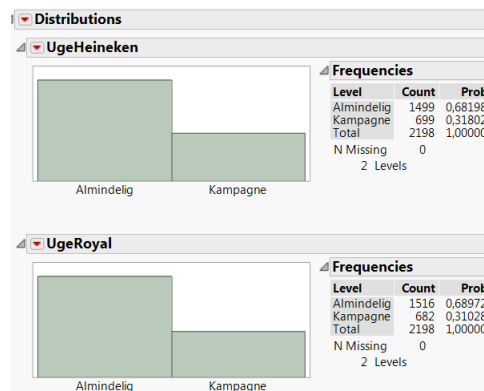 Distributions
UgeHeineken
Frequencies
Level Count Prob
Almindelig 1499 0,68198
Kampagne 699 0,31802
Total 2198 1,00000
N Missing 0
2 Levels
Almindelig Kampagne
UgeRoyal
Frequencies
Level Count Prob
Almindelig 1516 0,68972
Kampagne 682 0,31028
Total 2198 1,00000
N Missing 0
2 Levels
Almindelig Kampagne